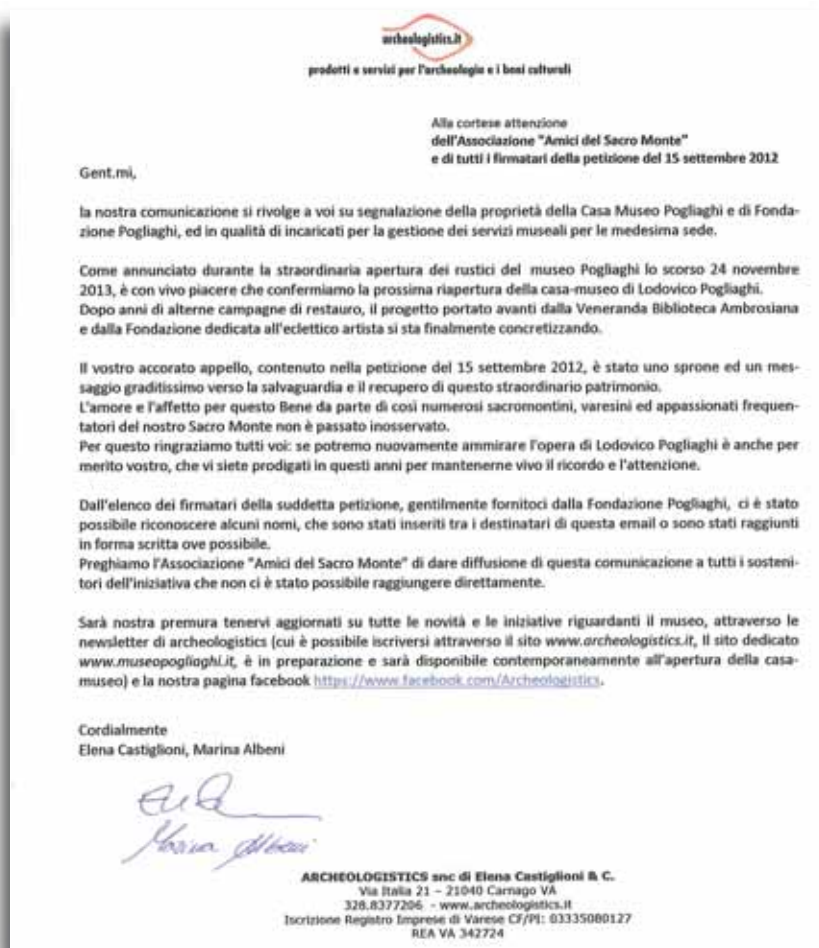 archeologistics.it
prodotti e servizi per l'archeologia e i beni culturali
Alla cortese attenzione
dell'Associazione "Amici del Sacro Monte"
e di tutti i firmatari della petizione del 15 settembre 2012
Gent.mi,
la nostra comunicazione si rivolge a voi su segnalazione della proprietà della Casa Museo Pogliaghi e di Fonda-
zione Pogliaghi, ed in qualità di incaricati per la gestione dei servizi museali per le medesima sede.
Come annunciato durante la straordinaria apertura dei rustici del museo Pogliaghi lo scorso 24 novembre
2013, è con vivo piacere che confermiamo la prossima riapertura della casa-museo di Lodovico Pogliaghi.
Dopo anni di alterne campagne di restauro, il progetto portato avanti dalla Veneranda Biblioteca Ambrosiana
e dalla Fondazione dedicata all'eclettico artista si sta finalmente concretizzando.
Il vostro accorato appello, contenuto nella petizione del 15 settembre 2012, è stato uno sprone ed un mes-
saggio graditissimo verso la salvaguardia e il recupero di questo straordinario patrimonio.
L'amore e l'affetto per questo Bene da parte di così numerosi sacromontini, varesini ed appassionati frequen-
tatori del nostro Sacro Monte non è passato inosservato.
Per questo ringraziamo tutti voi: se potremo nuovamente ammirare l'opera di Lodovico Pogliaghi è anche per
merito vostro, che vi siete prodigati in questi anni per mantenerne vivo il ricordo e l'attenzione.
Dall'elenco dei firmatari della suddetta petizione, gentilmente fornitoci dalla Fondazione Pogliaghi, ci è stato
possibile riconoscere alcuni nomi, che sono stati inseriti tra i destinatari di questa email o sono stati raggiunti
in forma scritta ove possibile.
Preghiamo l'Associazione "Amici del Sacro Monte" di dare diffusione di questa comunicazione a tutti i sosteni-
tori dell'iniziativa che non ci è stato possibile raggiungere direttamente.
Sarà nostra premura tenervi aggiornati su tutte le novità e le iniziative riguardanti il museo, attraverso le
newsletter di archeologistics (cui è possibile iscriversi attraverso il sito www.archeologistics.it, Il sito dedicato
www.museopogliaghi.it, è in preparazione e sarà disponibile contemporaneamente all'apertura della casa-
museo) e la nostra pagina facebook https://www.facebook.com/Archeologistics.
Cordialmente
Elena Castiglioni, Marina Albeni
Marina Albeni
ARCHEOLOGISTICS snc di Elena Castiglioni & C.
Via Italia 21 – 21040 Carnago VA
328.8377206 - www.archeologistics.it
Iscrizione Registro Imprese di Varese CF/PI: 03335080127
REA VA 342724